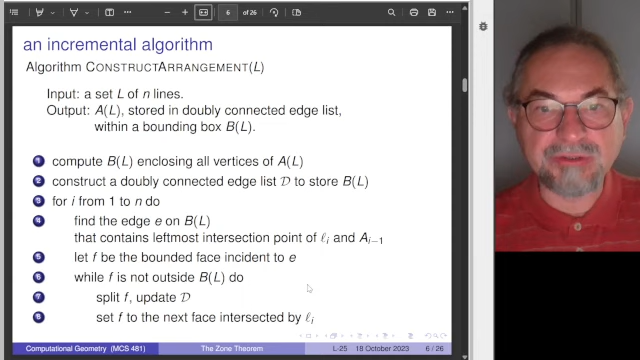 6 of 26
an incremental algorithm
Algorithm CONSTRUCTARRANGEMENT(L)
Input: a set L of n lines.
Output: A(L), stored in doubly connected edge list,
within a bounding box B(L).
1 compute B(L) enclosing all vertices of A(L)
2 construct a doubly connected edge list D to store B(L)
3 for i from 1 to n do
4 find the edge e on B(L)
that contains leftmost intersection point of ℓᵢ and Aᵢ₋₁
5 let f be the bounded face incident to e
6 while f is not outside B(L) do
7 split f, update D
8 set f to the next face intersected by ℓᵢ
Computational Geometry (MCS 481) The Zone Theorem L-25 18 October 2023 6 / 26